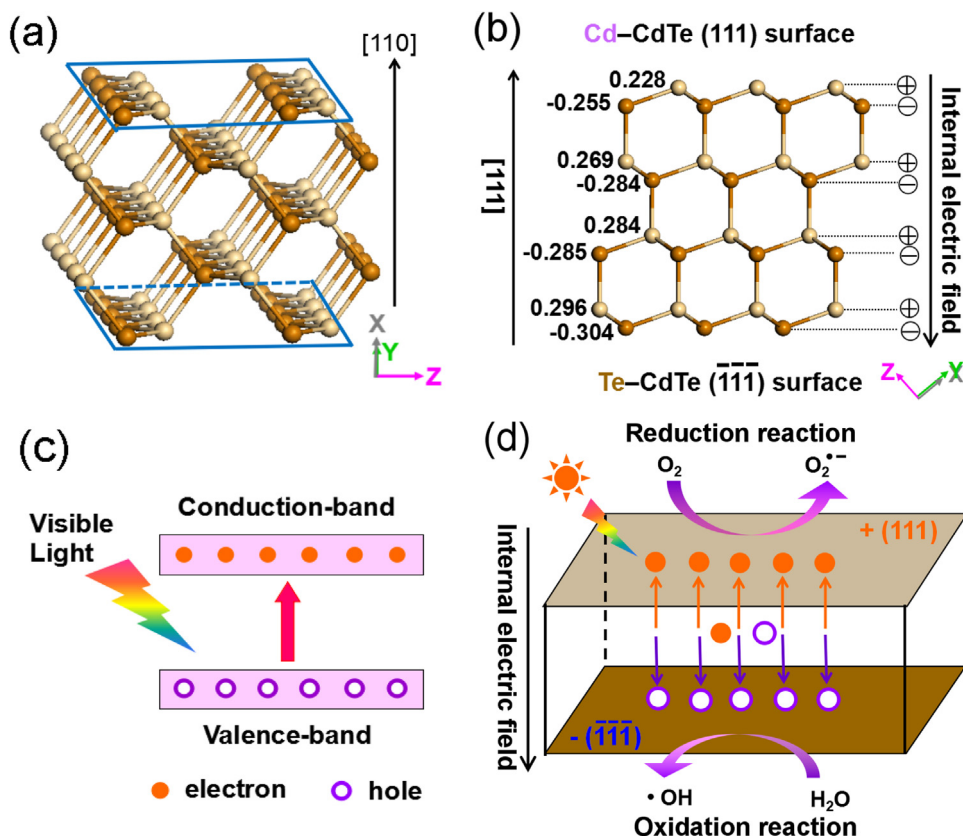 (a)
[110]
X
Y
Z
(b)
Cd–CdTe (111) surface
[111]
0.228
-0.255
0.269
-0.284
0.284
-0.285
0.296
-0.304
⊕
⊖
⊕
⊖
⊕
⊖
⊕
⊖
Internal electric field
Te–CdTe (1̅1̅1̅) surface
Z
Y
X
(c)
Visible
Light
Conduction-band
Valence-band
electron
hole
(d)
Reduction reaction
O₂
O₂•−
+ (111)
Internal electric field
- (1̅1̅1̅)
• OH
H₂O
Oxidation reaction